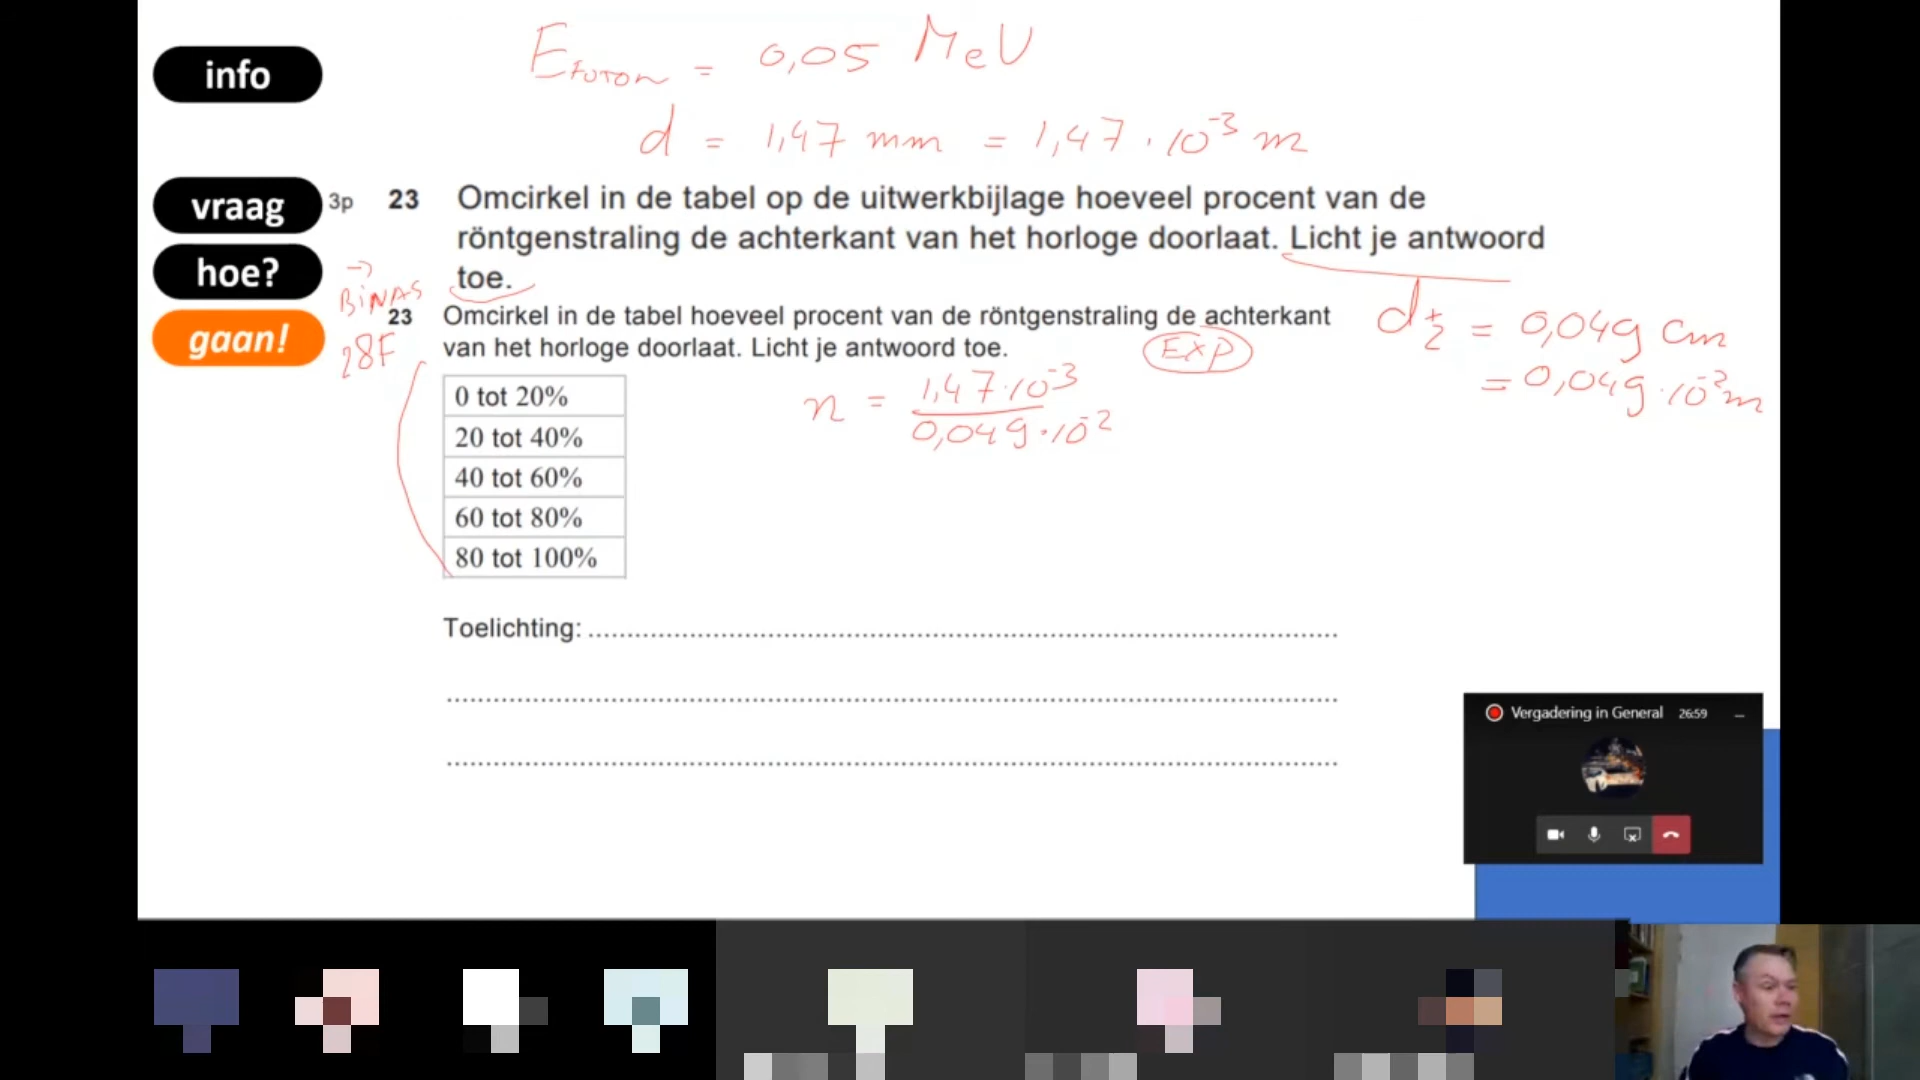 E FOTON = 0,05 MeV
d = 1,47 mm = 1,47 · 10⁻³ m
info
vraag
hoe?
gaan!
3p 23 Omcirkel in de tabel op de uitwerkbijlage hoeveel procent van de
röntgenstraling de achterkant van het horloge doorlaat. Licht je antwoord
toe.
→
BINAS
28F
23 Omcirkel in de tabel hoeveel procent van de röntgenstraling de achterkant
van het horloge doorlaat. Licht je antwoord toe.
EXP
d½ = 0,049 cm
= 0,049 · 10⁻² m
n = 1,47 · 10⁻³
0,049 · 10⁻²
0 tot 20%
20 tot 40%
40 tot 60%
60 tot 80%
80 tot 100%
Toelichting: ................................................................
................................................................
................................................................
Vergadering in General 26:59